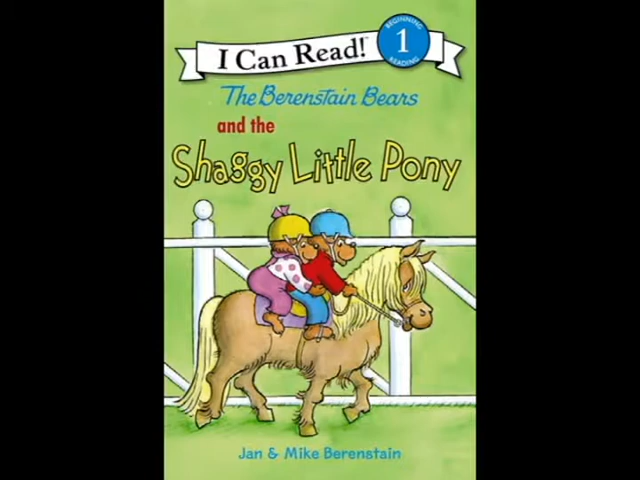 I Can Read!
BEGINNING
1
READING
The Berenstain Bears
and the
Shaggy Little Pony
Jan & Mike Berenstain